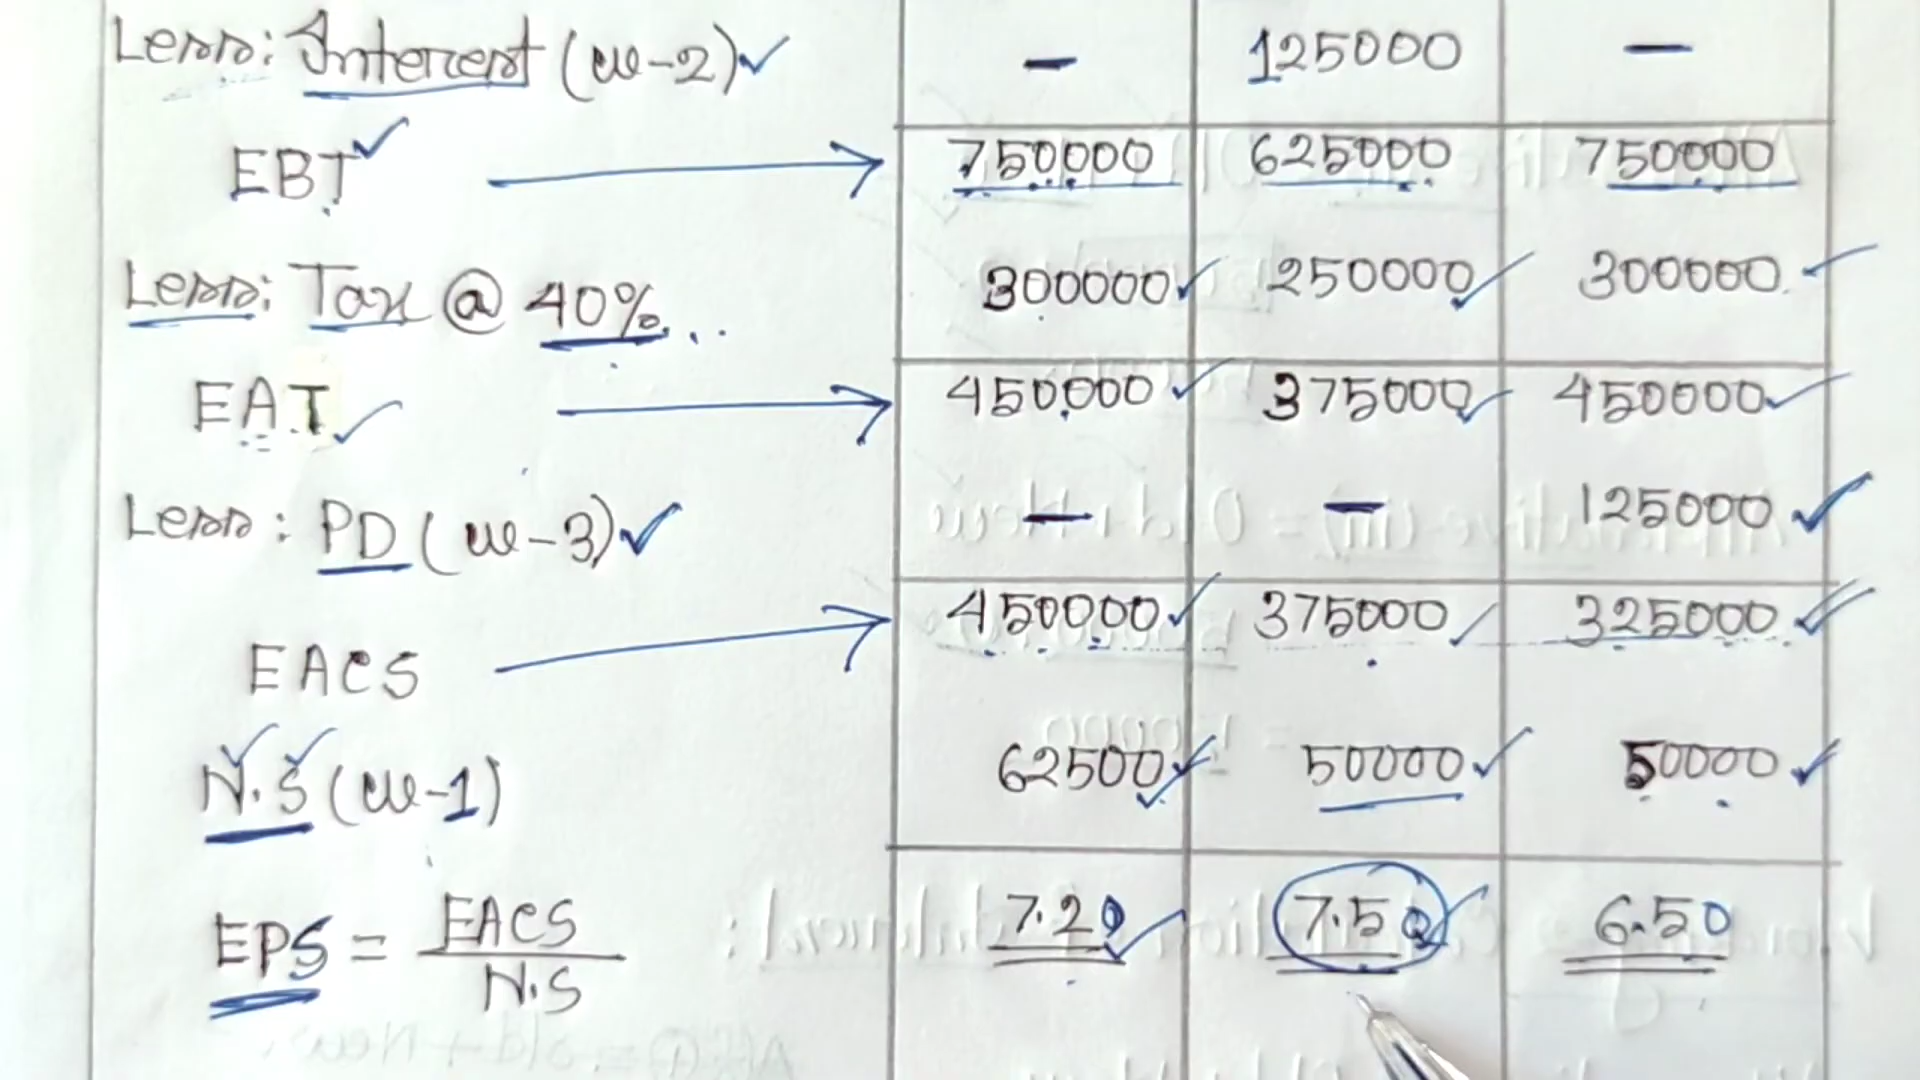 Less: Interest (w-2) — 125000 —
EBT 750000 625000 750000
Less: Tax @ 40% 300000 250000 300000
EAT 450000 375000 450000
Less: PD (w-3) — — 125000
EACS 450000 375000 325000
N.S (w-1) 62500 50000 50000
EPS = EACS / N.S 7.20 7.50 6.50